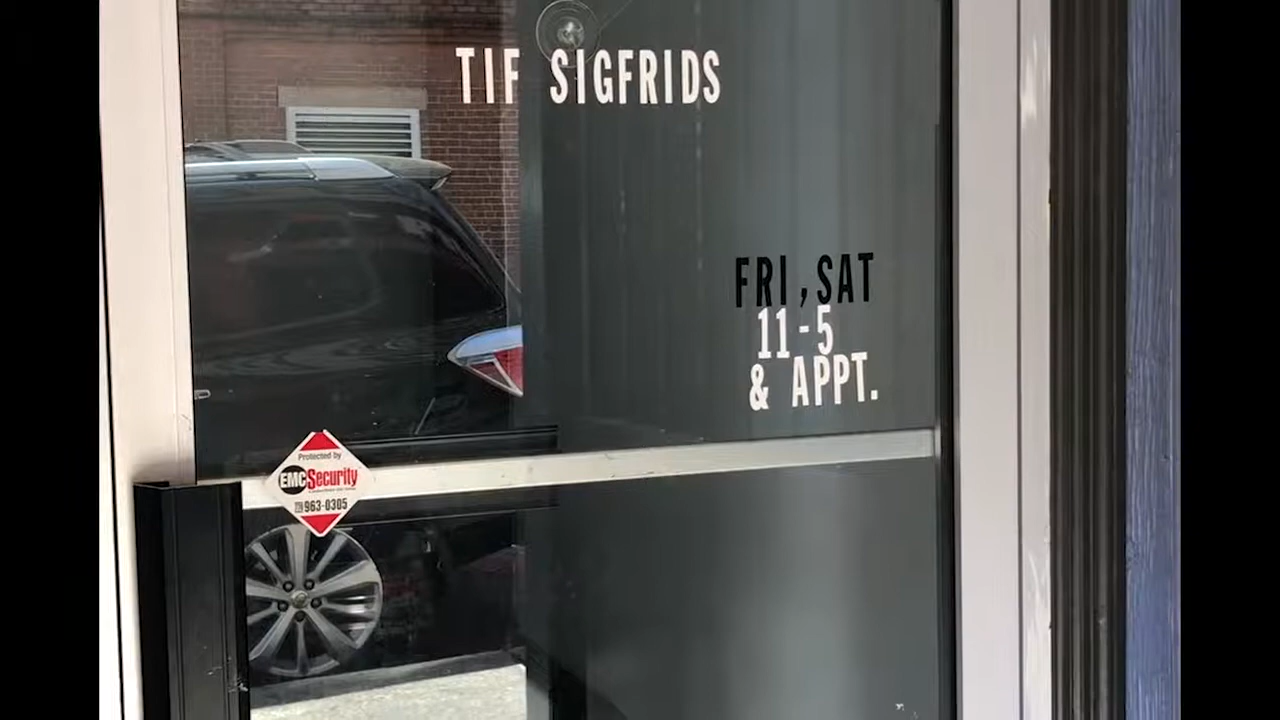 TIF SIGFRIDS
FRI, SAT
11-5
& APPT.
Protected by
EMC Security
963-0305